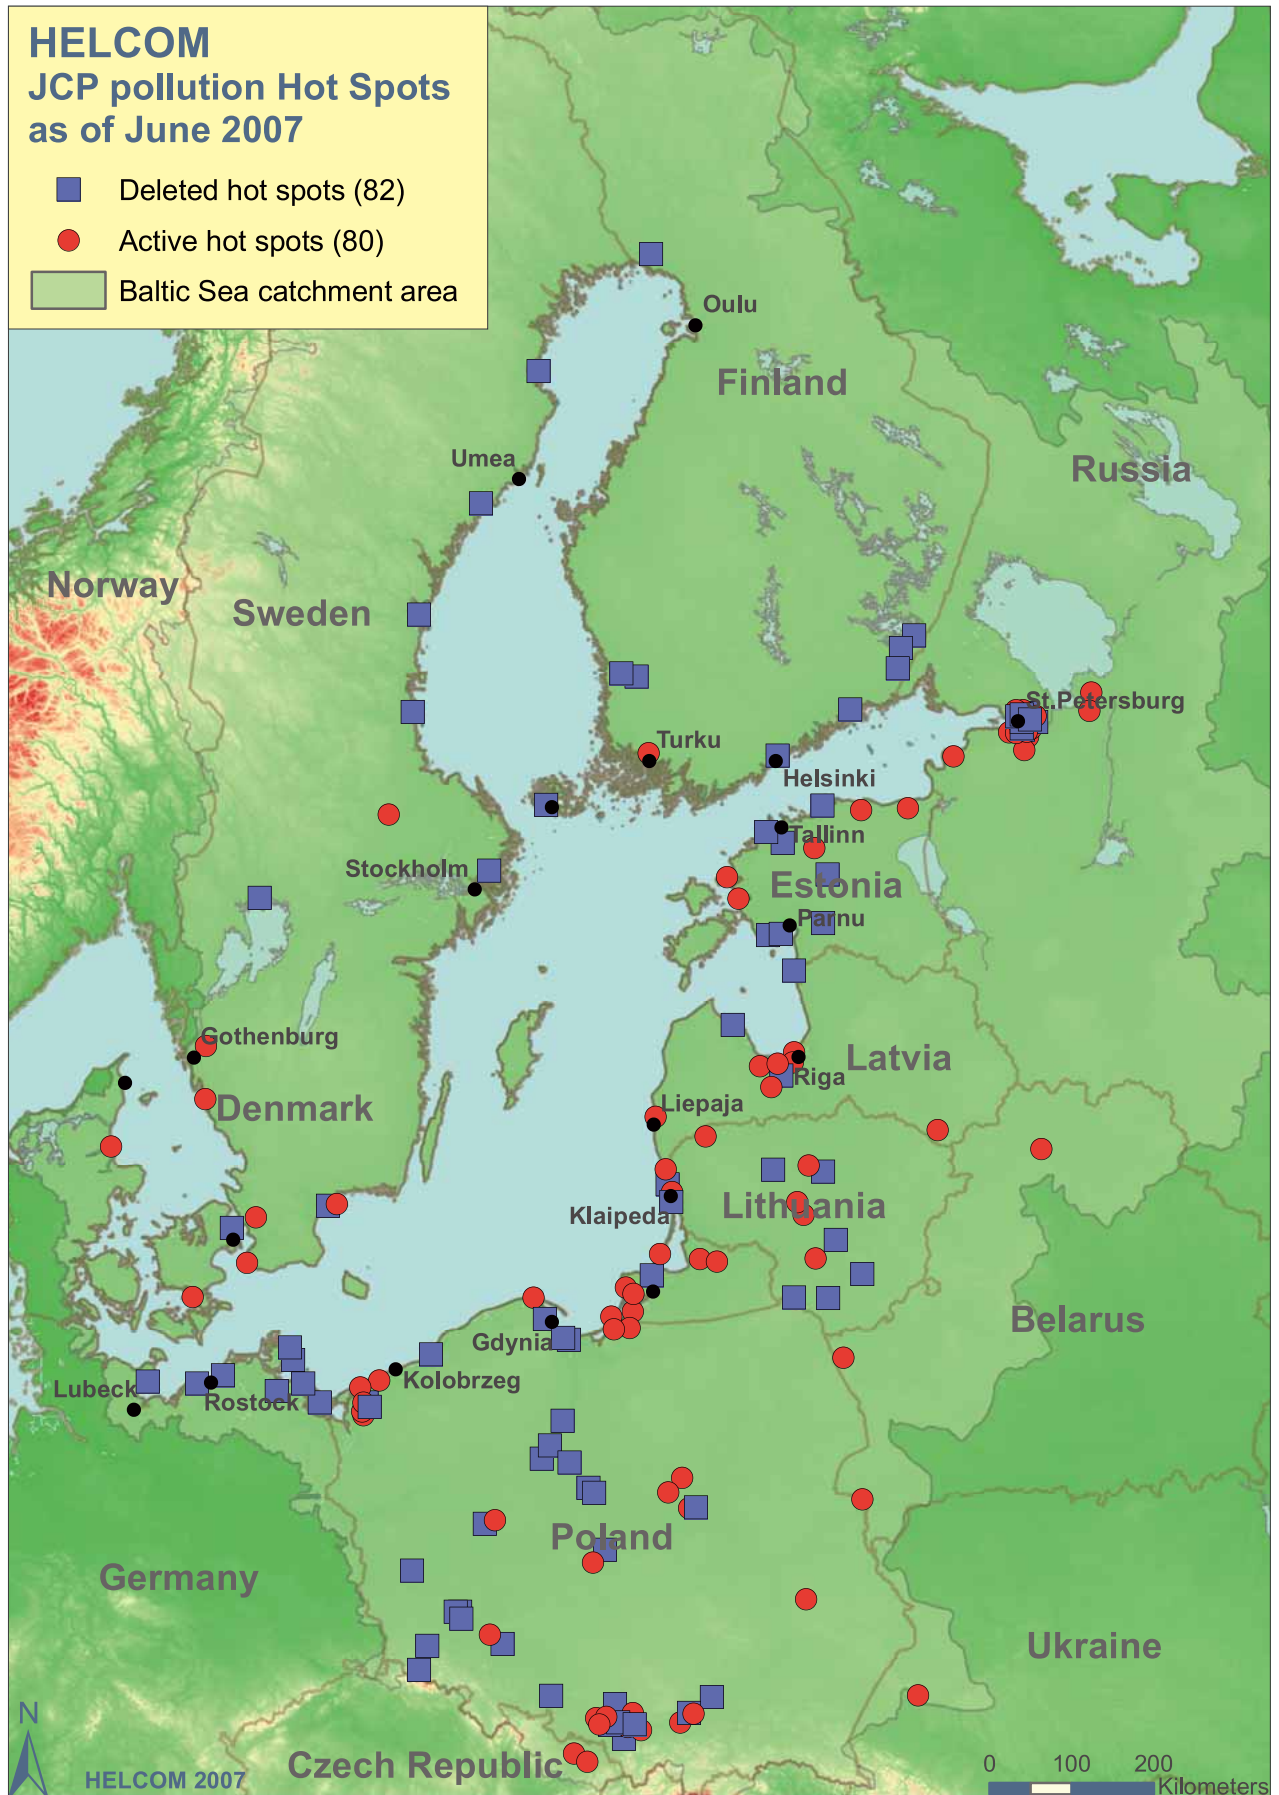 HELCOM
JCP pollution Hot Spots
as of June 2007
Deleted hot spots (82)
Active hot spots (80)
Baltic Sea catchment area
Oulu
Finland
Umea
Russia
Norway
Sweden
St.Petersburg
Turku
Helsinki
Tallinn
Stockholm
Estonia
Parnu
Gothenburg
Latvia
Riga
Denmark
Liepaja
Lithuania
Klaipeda
Belarus
Gdynia
Kolobrzeg
Lubeck
Rostock
Poland
Germany
Ukraine
N
Czech Republic
HELCOM 2007
0 100 200
Kilometers